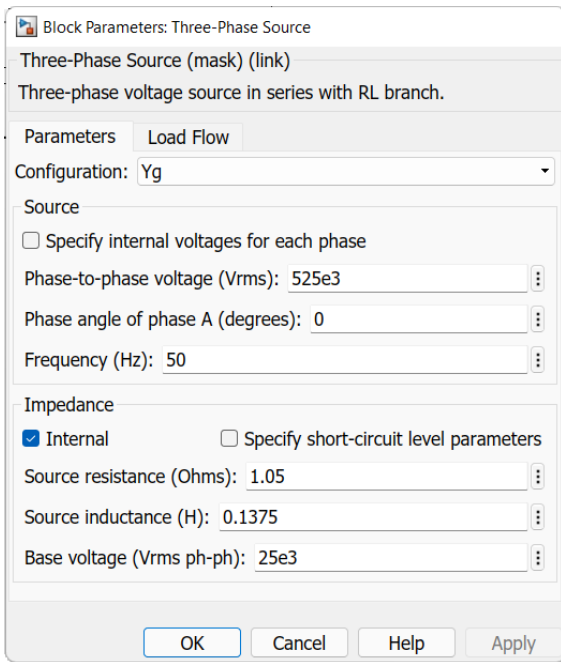 Block Parameters: Three-Phase Source
Three-Phase Source (mask) (link)
Three-phase voltage source in series with RL branch.
Parameters Load Flow
Configuration: Yg
Source
Specify internal voltages for each phase
Phase-to-phase voltage (Vrms): 525e3
Phase angle of phase A (degrees): 0
Frequency (Hz): 50
Impedance
Internal Specify short-circuit level parameters
Source resistance (Ohms): 1.05
Source inductance (H): 0.1375
Base voltage (Vrms ph-ph): 25e3
OK Cancel Help Apply